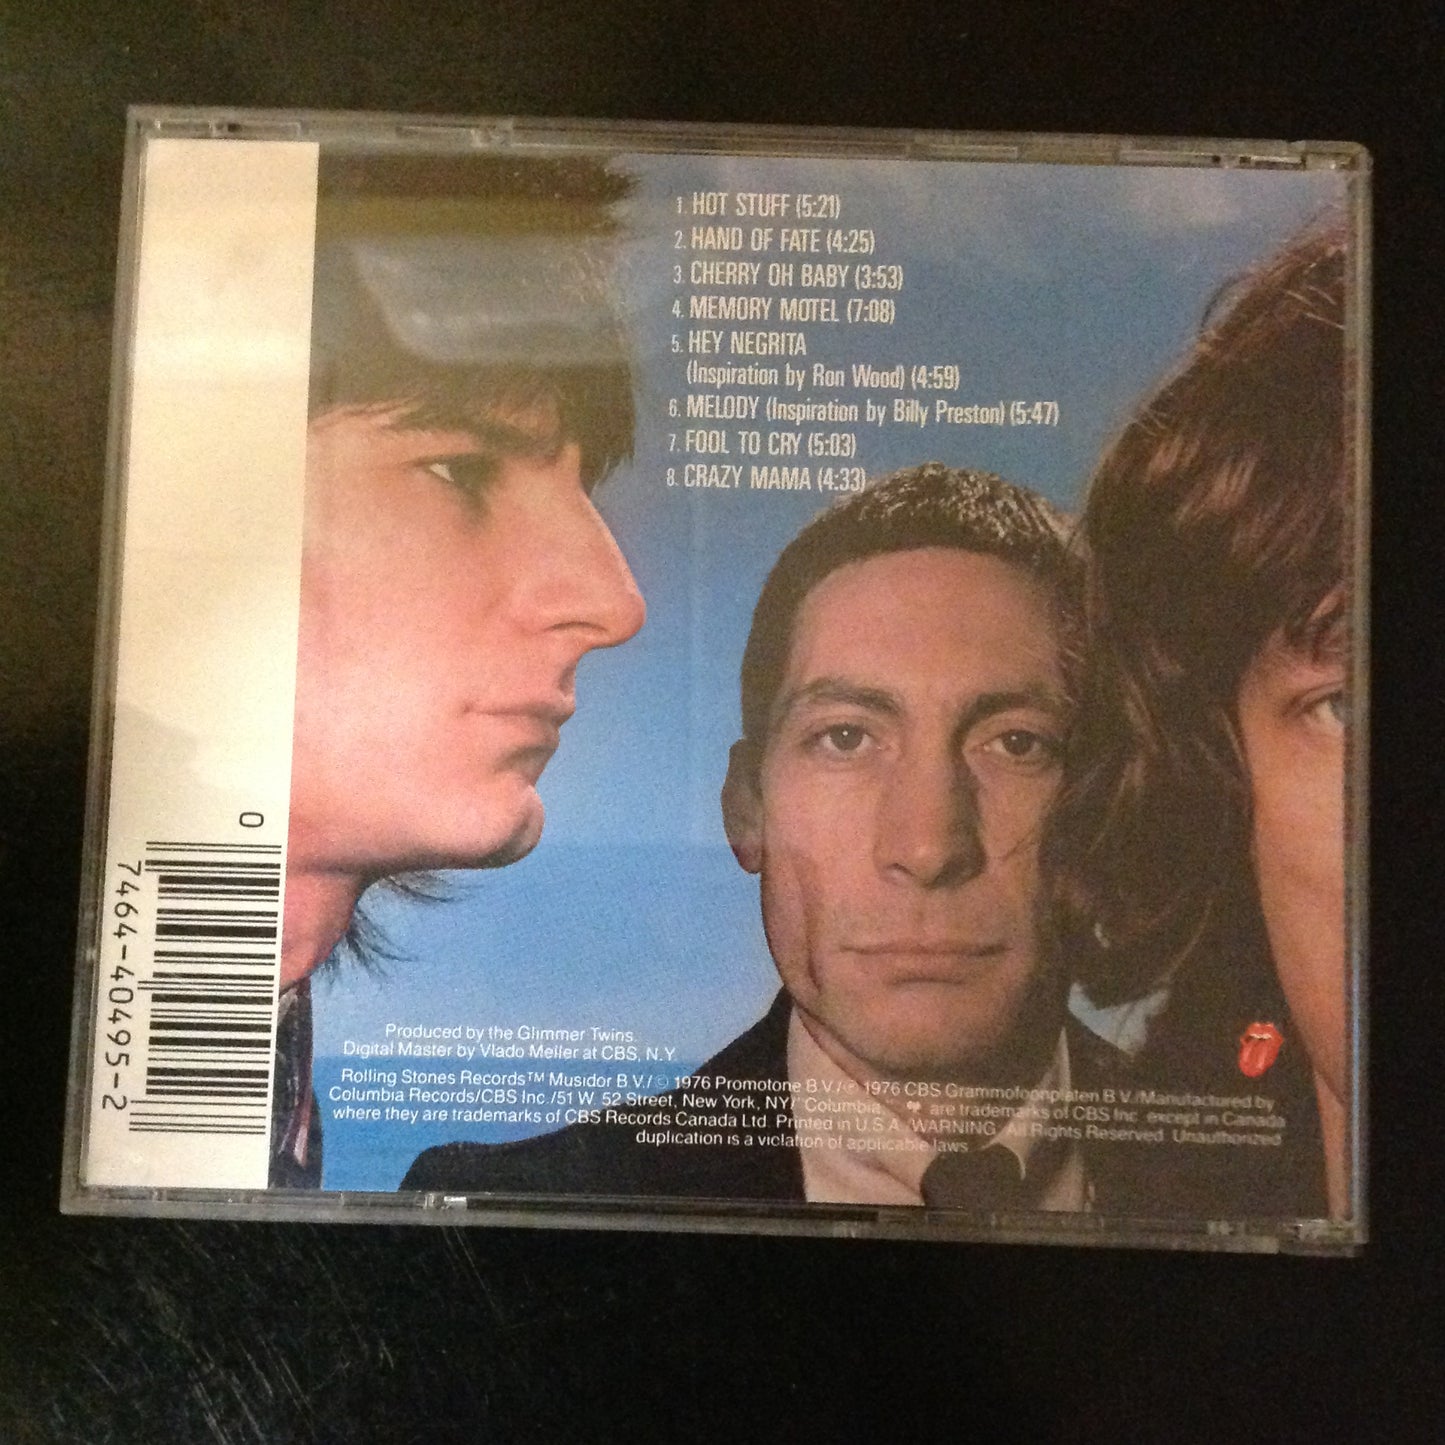 1. HOT STUFF (5:21)
2. HAND OF FATE (4:25)
3. CHERRY OH BABY (3:53)
4. MEMORY MOTEL (7:08)
5. HEY NEGRITA
(Inspiration by Ron Wood) (4:59)
6. MELODY (Inspiration by Billy Preston) (5:47)
7. FOOL TO CRY (5:03)
8. CRAZY MAMA (4:33)
0
7464-40495-2
Produced by the Glimmer Twins.
Digital Master by Vlado Meller at CBS, N.Y.
Rolling Stones Records™ Musidor B.V./© 1976 Promotone B.V./℗ 1976 CBS Grammofoonplaten B.V./Manufactured by
Columbia Records/CBS Inc./51 W. 52 Street, New York, NY/"Columbia," are trademarks of CBS Inc. except in Canada
where they are trademarks of CBS Records Canada Ltd. Printed in U.S.A./WARNING: All Rights Reserved. Unauthorized
duplication is a violation of applicable laws.